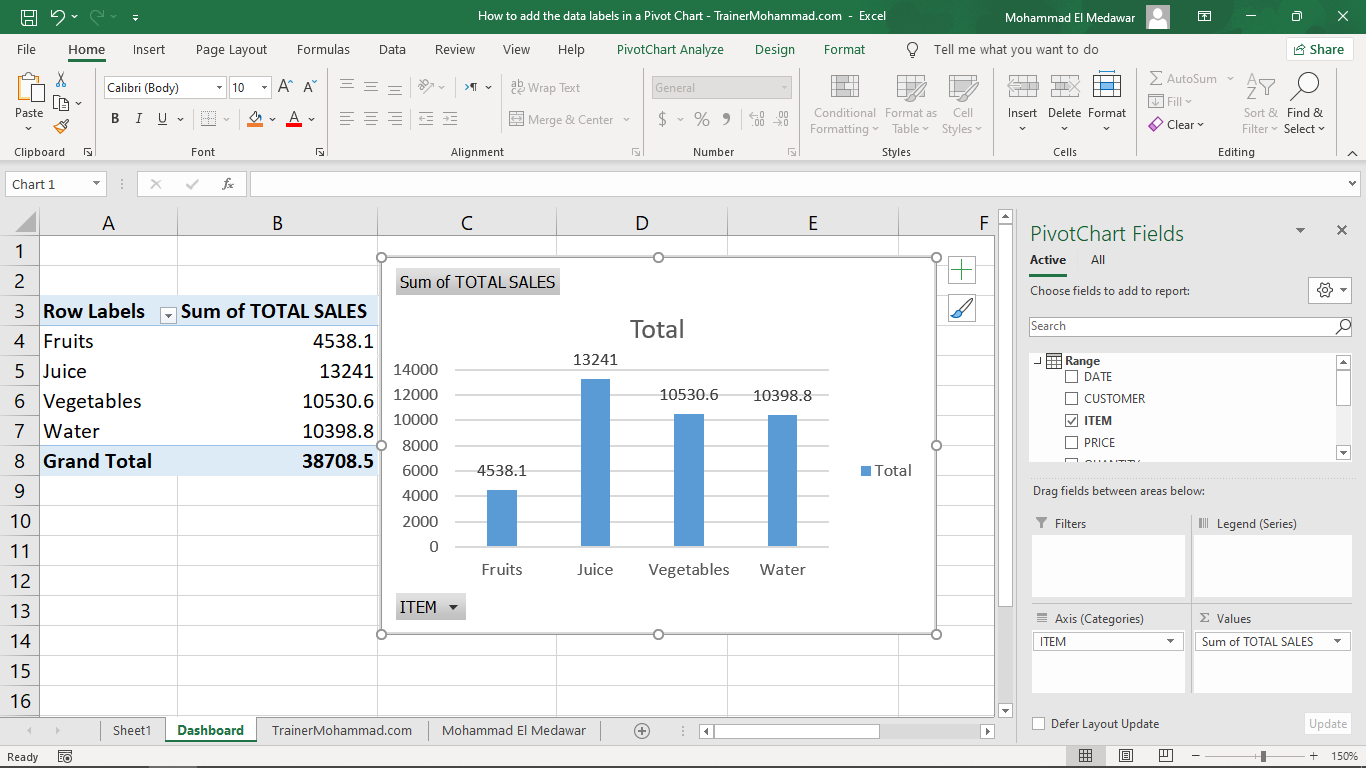 How to add the data labels in a Pivot Chart - TrainerMohammad.com - Excel
Mohammad El Medawar
File Home Insert Page Layout Formulas Data Review View Help PivotChart Analyze Design Format Tell me what you want to do Share
Paste
Calibri (Body) 10
B I U
Wrap Text
Merge & Center
General
Conditional Formatting
Format as Table
Cell Styles
Insert Delete Format
AutoSum
Fill
Clear
Sort & Filter
Find & Select
Clipboard Font Alignment Number Styles Cells Editing
Chart 1
fx
A B C D E F
1
2
3 Row Labels Sum of TOTAL SALES
4 Fruits 4538.1
5 Juice 13241
6 Vegetables 10530.6
7 Water 10398.8
8 Grand Total 38708.5
9
10
11
12
13
14
15
16
Sum of TOTAL SALES
Total
14000
12000
10000
8000
6000
4000
2000
0
4538.1
13241
10530.6
10398.8
Fruits Juice Vegetables Water
Total
ITEM
PivotChart Fields
Active All
Choose fields to add to report:
Search
Range
DATE
CUSTOMER
ITEM
PRICE
Drag fields between areas below:
Filters
Legend (Series)
Axis (Categories)
Σ Values
ITEM
Sum of TOTAL SALES
Defer Layout Update
Update
Sheet1 Dashboard TrainerMohammad.com Mohammad El Medawar
Ready
150%